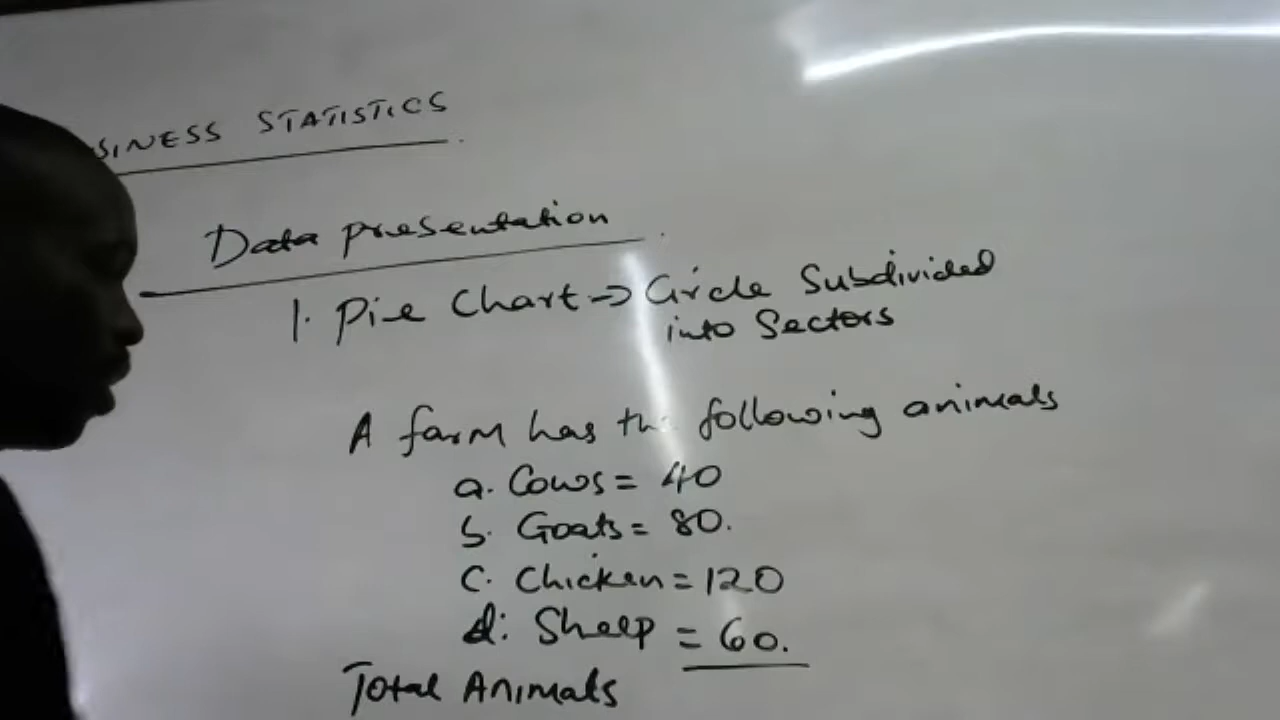 SINESS STATISTICS
Data presentation
1. Pie Chart → Circle Subdivided
into Sectors
A farm has the following animals
a. Cows = 40
b. Goats = 80.
C. Chicken = 120
d: Sheep = 60.
Total Animals